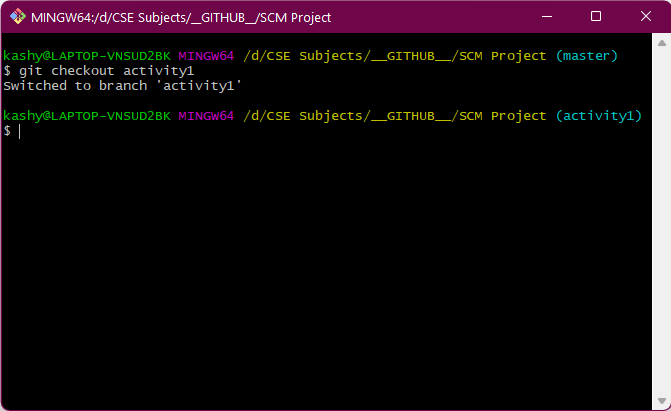 MINGW64:/d/CSE Subjects/__GITHUB__/SCM Project
kashy@LAPTOP-VNSUD2BK MINGW64 /d/CSE Subjects/__GITHUB__/SCM Project (master)
$ git checkout activity1
Switched to branch 'activity1'
kashy@LAPTOP-VNSUD2BK MINGW64 /d/CSE Subjects/__GITHUB__/SCM Project (activity1)
$